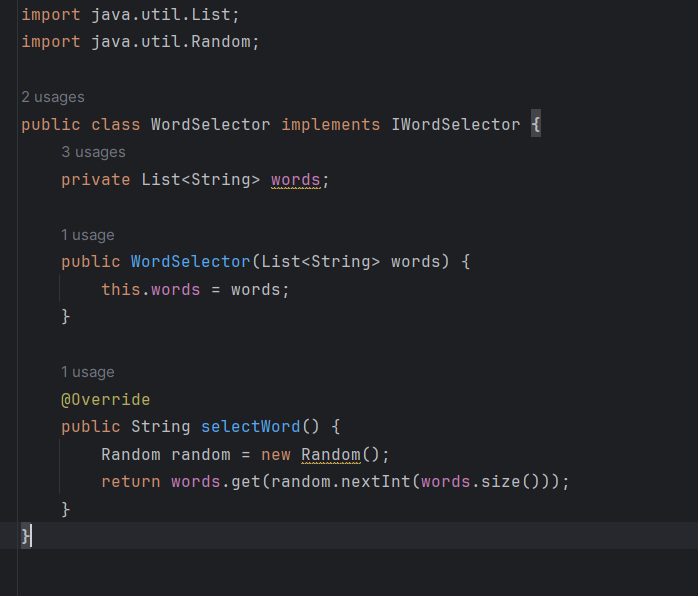 import java.util.List;
import java.util.Random;
2 usages
public class WordSelector implements IWordSelector {
3 usages
private List<String> words;
1 usage
public WordSelector(List<String> words) {
this.words = words;
}
1 usage
@Override
public String selectWord() {
Random random = new Random();
return words.get(random.nextInt(words.size()));
}
}